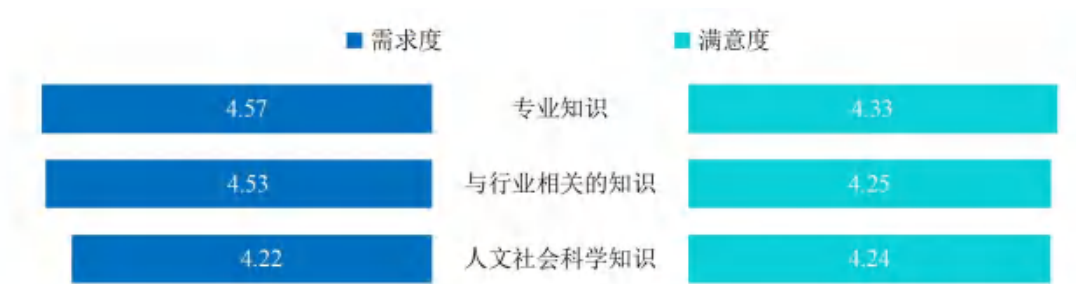 需求度 满意度
4.57 专业知识 4.33
4.53 与行业相关的知识 4.25
4.22 人文社会科学知识 4.24